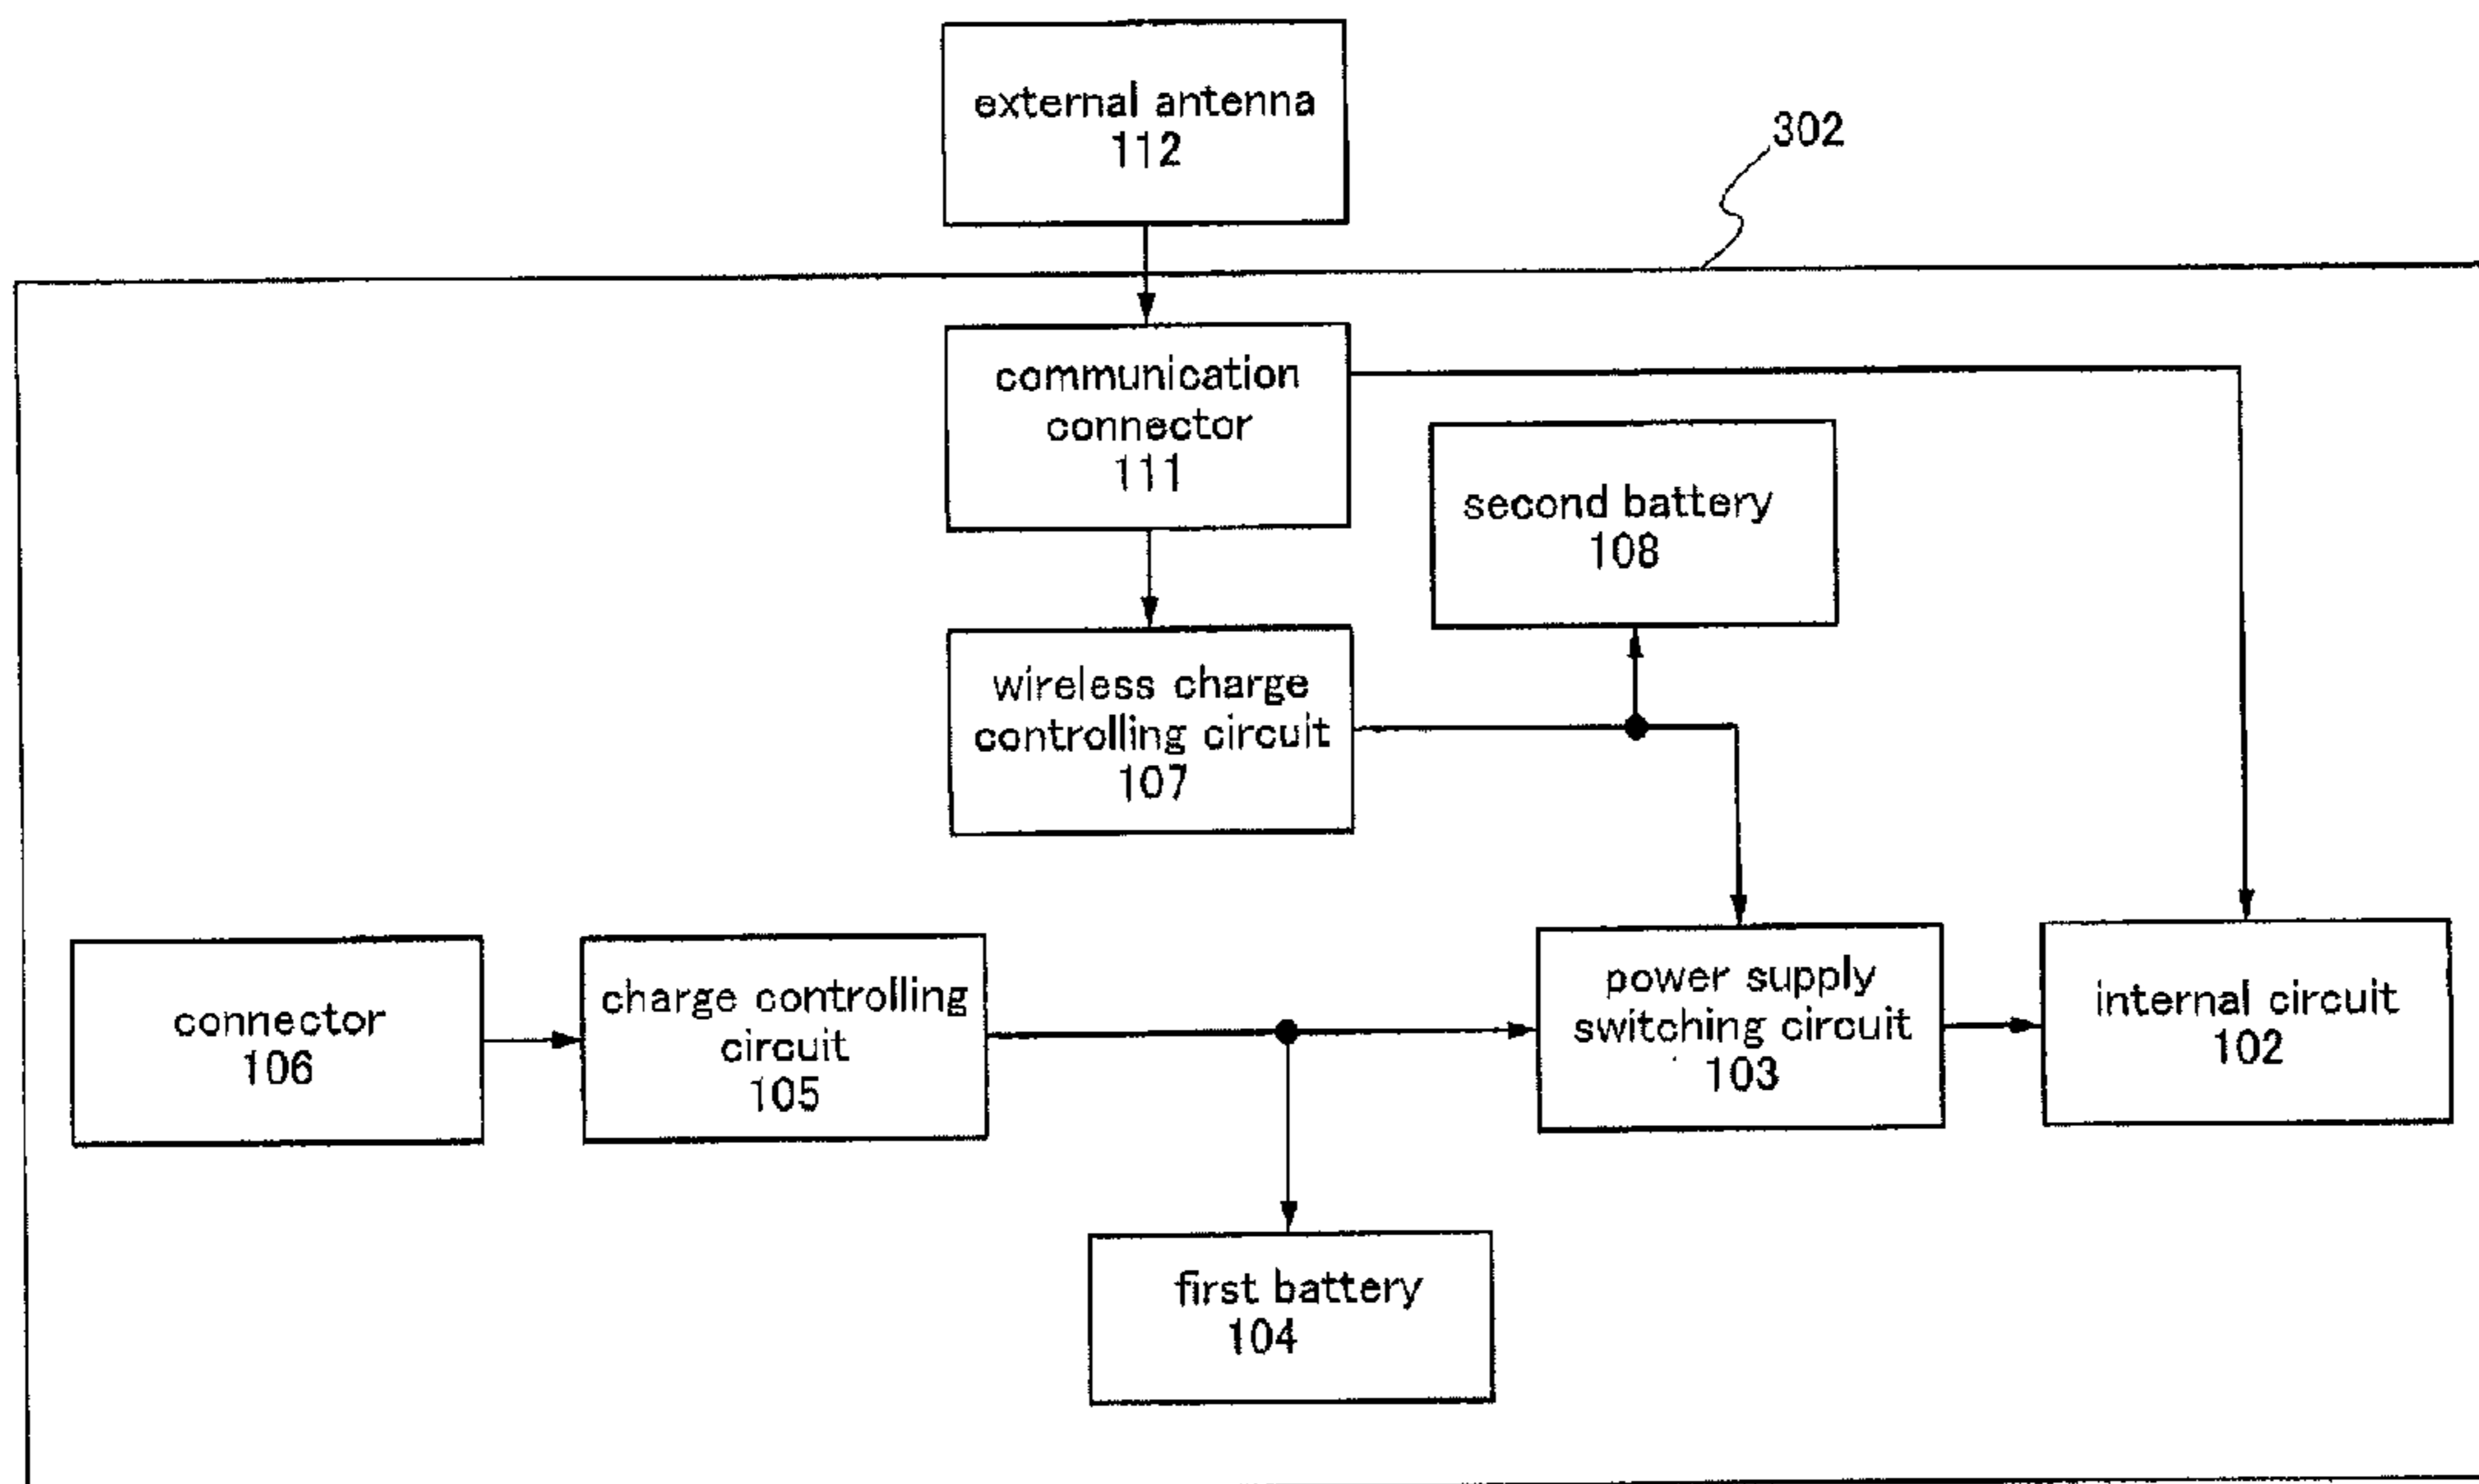 external antenna
112
302
communication
connector
111
second battery
108
wireless charge
controlling circuit
107
connector
106
charge controlling
circuit
105
power supply
switching circuit
103
internal circuit
102
first battery
104